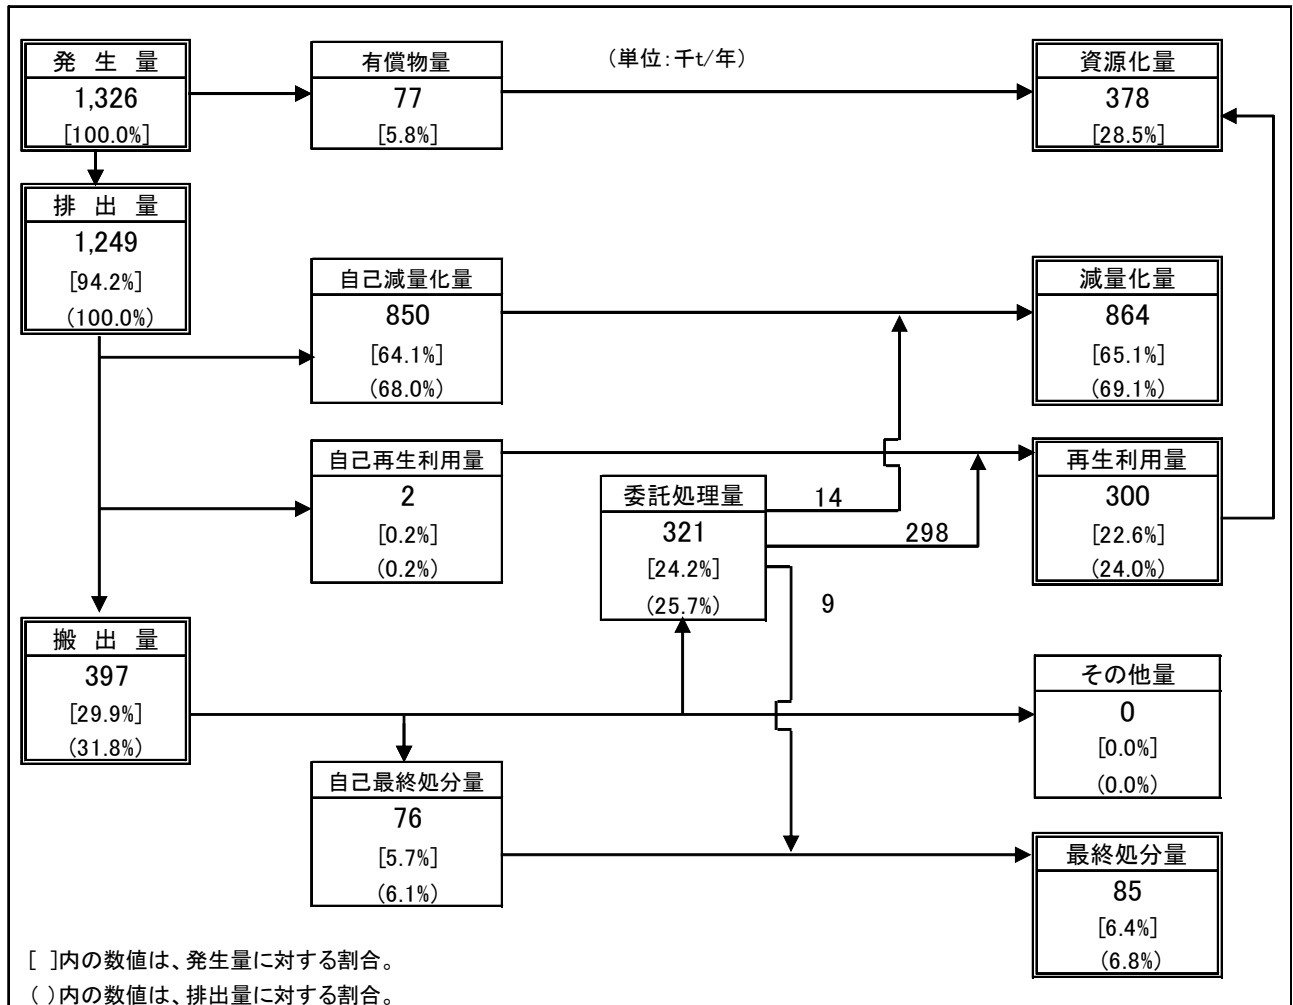 発 生 量
1,326
[100.0%]
有償物量
77
[5.8%]
(単位:千t/年)
資源化量
378
[28.5%]
排 出 量
1,249
[94.2%]
(100.0%)
自己減量化量
850
[64.1%]
(68.0%)
減量化量
864
[65.1%]
(69.1%)
自己再生利用量
2
[0.2%]
(0.2%)
委託処理量
321
[24.2%]
(25.7%)
14
298
9
再生利用量
300
[22.6%]
(24.0%)
搬 出 量
397
[29.9%]
(31.8%)
その他量
0
[0.0%]
(0.0%)
自己最終処分量
76
[5.7%]
(6.1%)
最終処分量
85
[6.4%]
(6.8%)
[ ]内の数値は、発生量に対する割合。
( )内の数値は、排出量に対する割合。